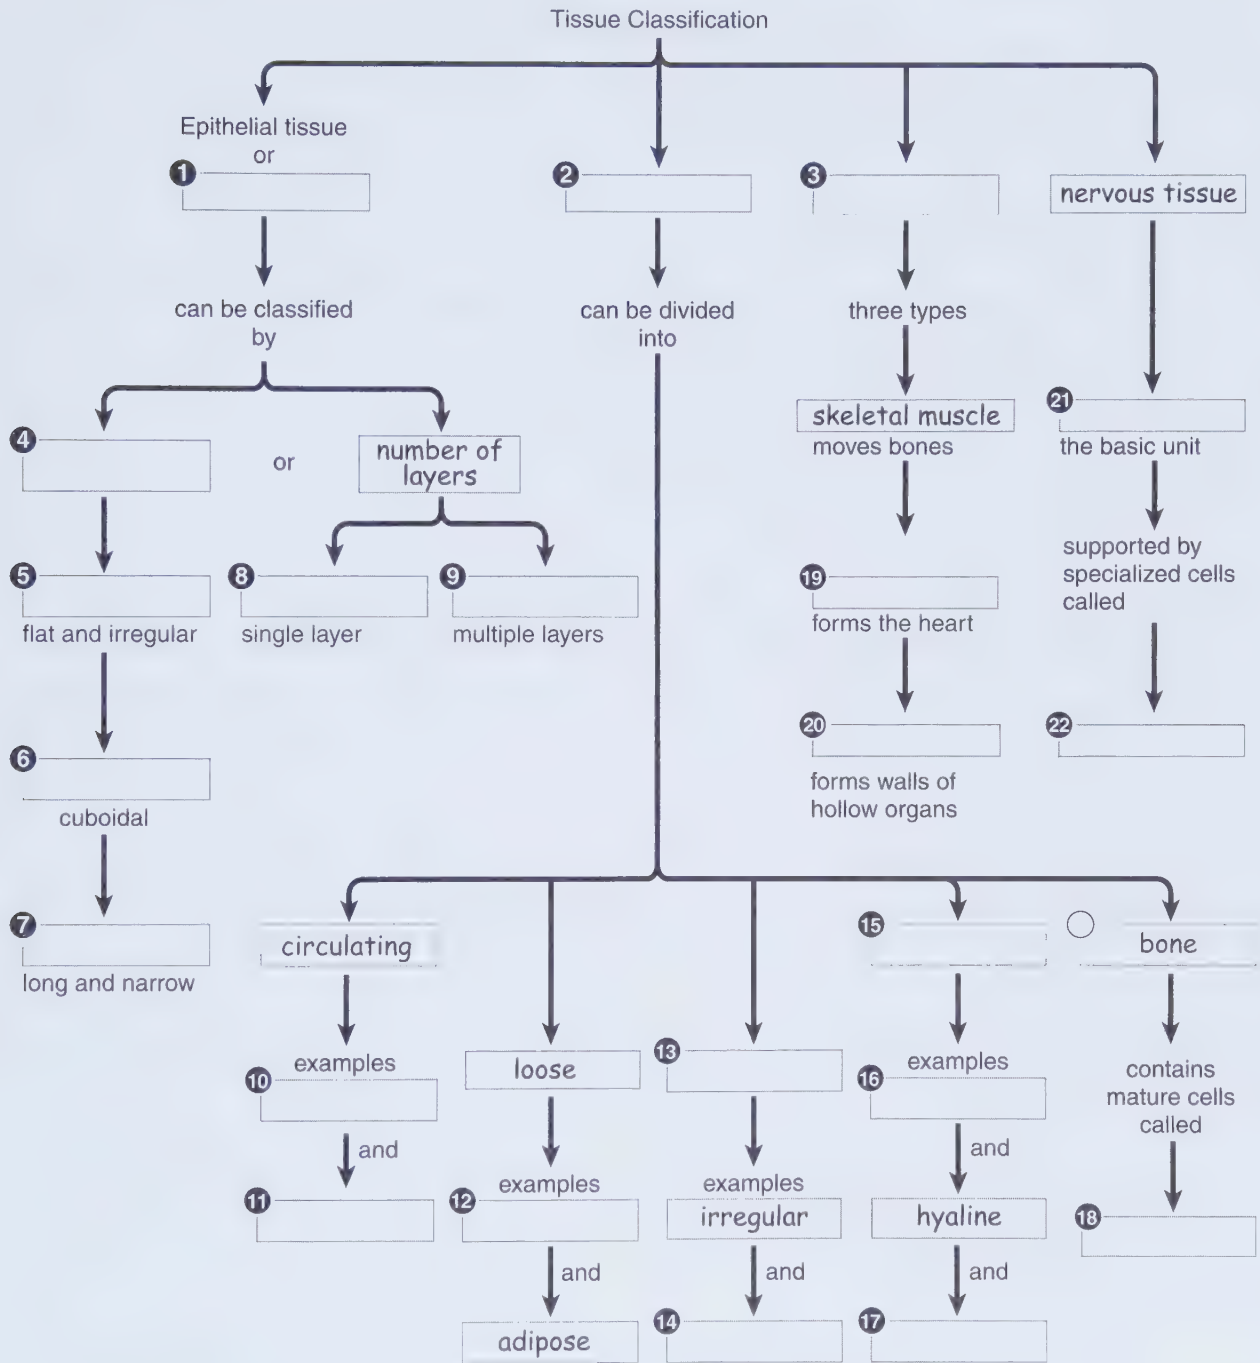 Tissue Classification
Epithelial tissue
or
1
2
3
nervous tissue
can be classified
by
can be divided
into
three types
4
or
number of
layers
skeletal muscle
moves bones
21
the basic unit
5
flat and irregular
8
single layer
9
multiple layers
19
forms the heart
supported by
specialized cells
called
6
cuboidal
20
forms walls of
hollow organs
22
7
long and narrow
circulating
15
bone
examples
10
and
11
loose
examples
12
and
adipose
13
examples
irregular
and
14
examples
16
and
hyaline
and
17
contains
mature cells
called
18